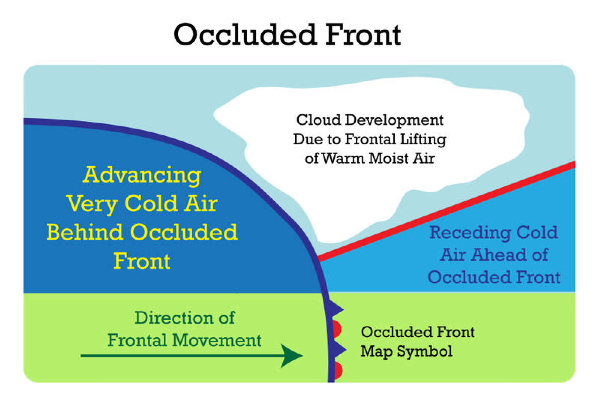 Occluded Front
Cloud Development
Due to Frontal Lifting
of Warm Moist Air
Advancing
Very Cold Air
Behind Occluded
Front
Receding Cold
Air Ahead of
Occluded Front
Direction of
Frontal Movement
Occluded Front
Map Symbol